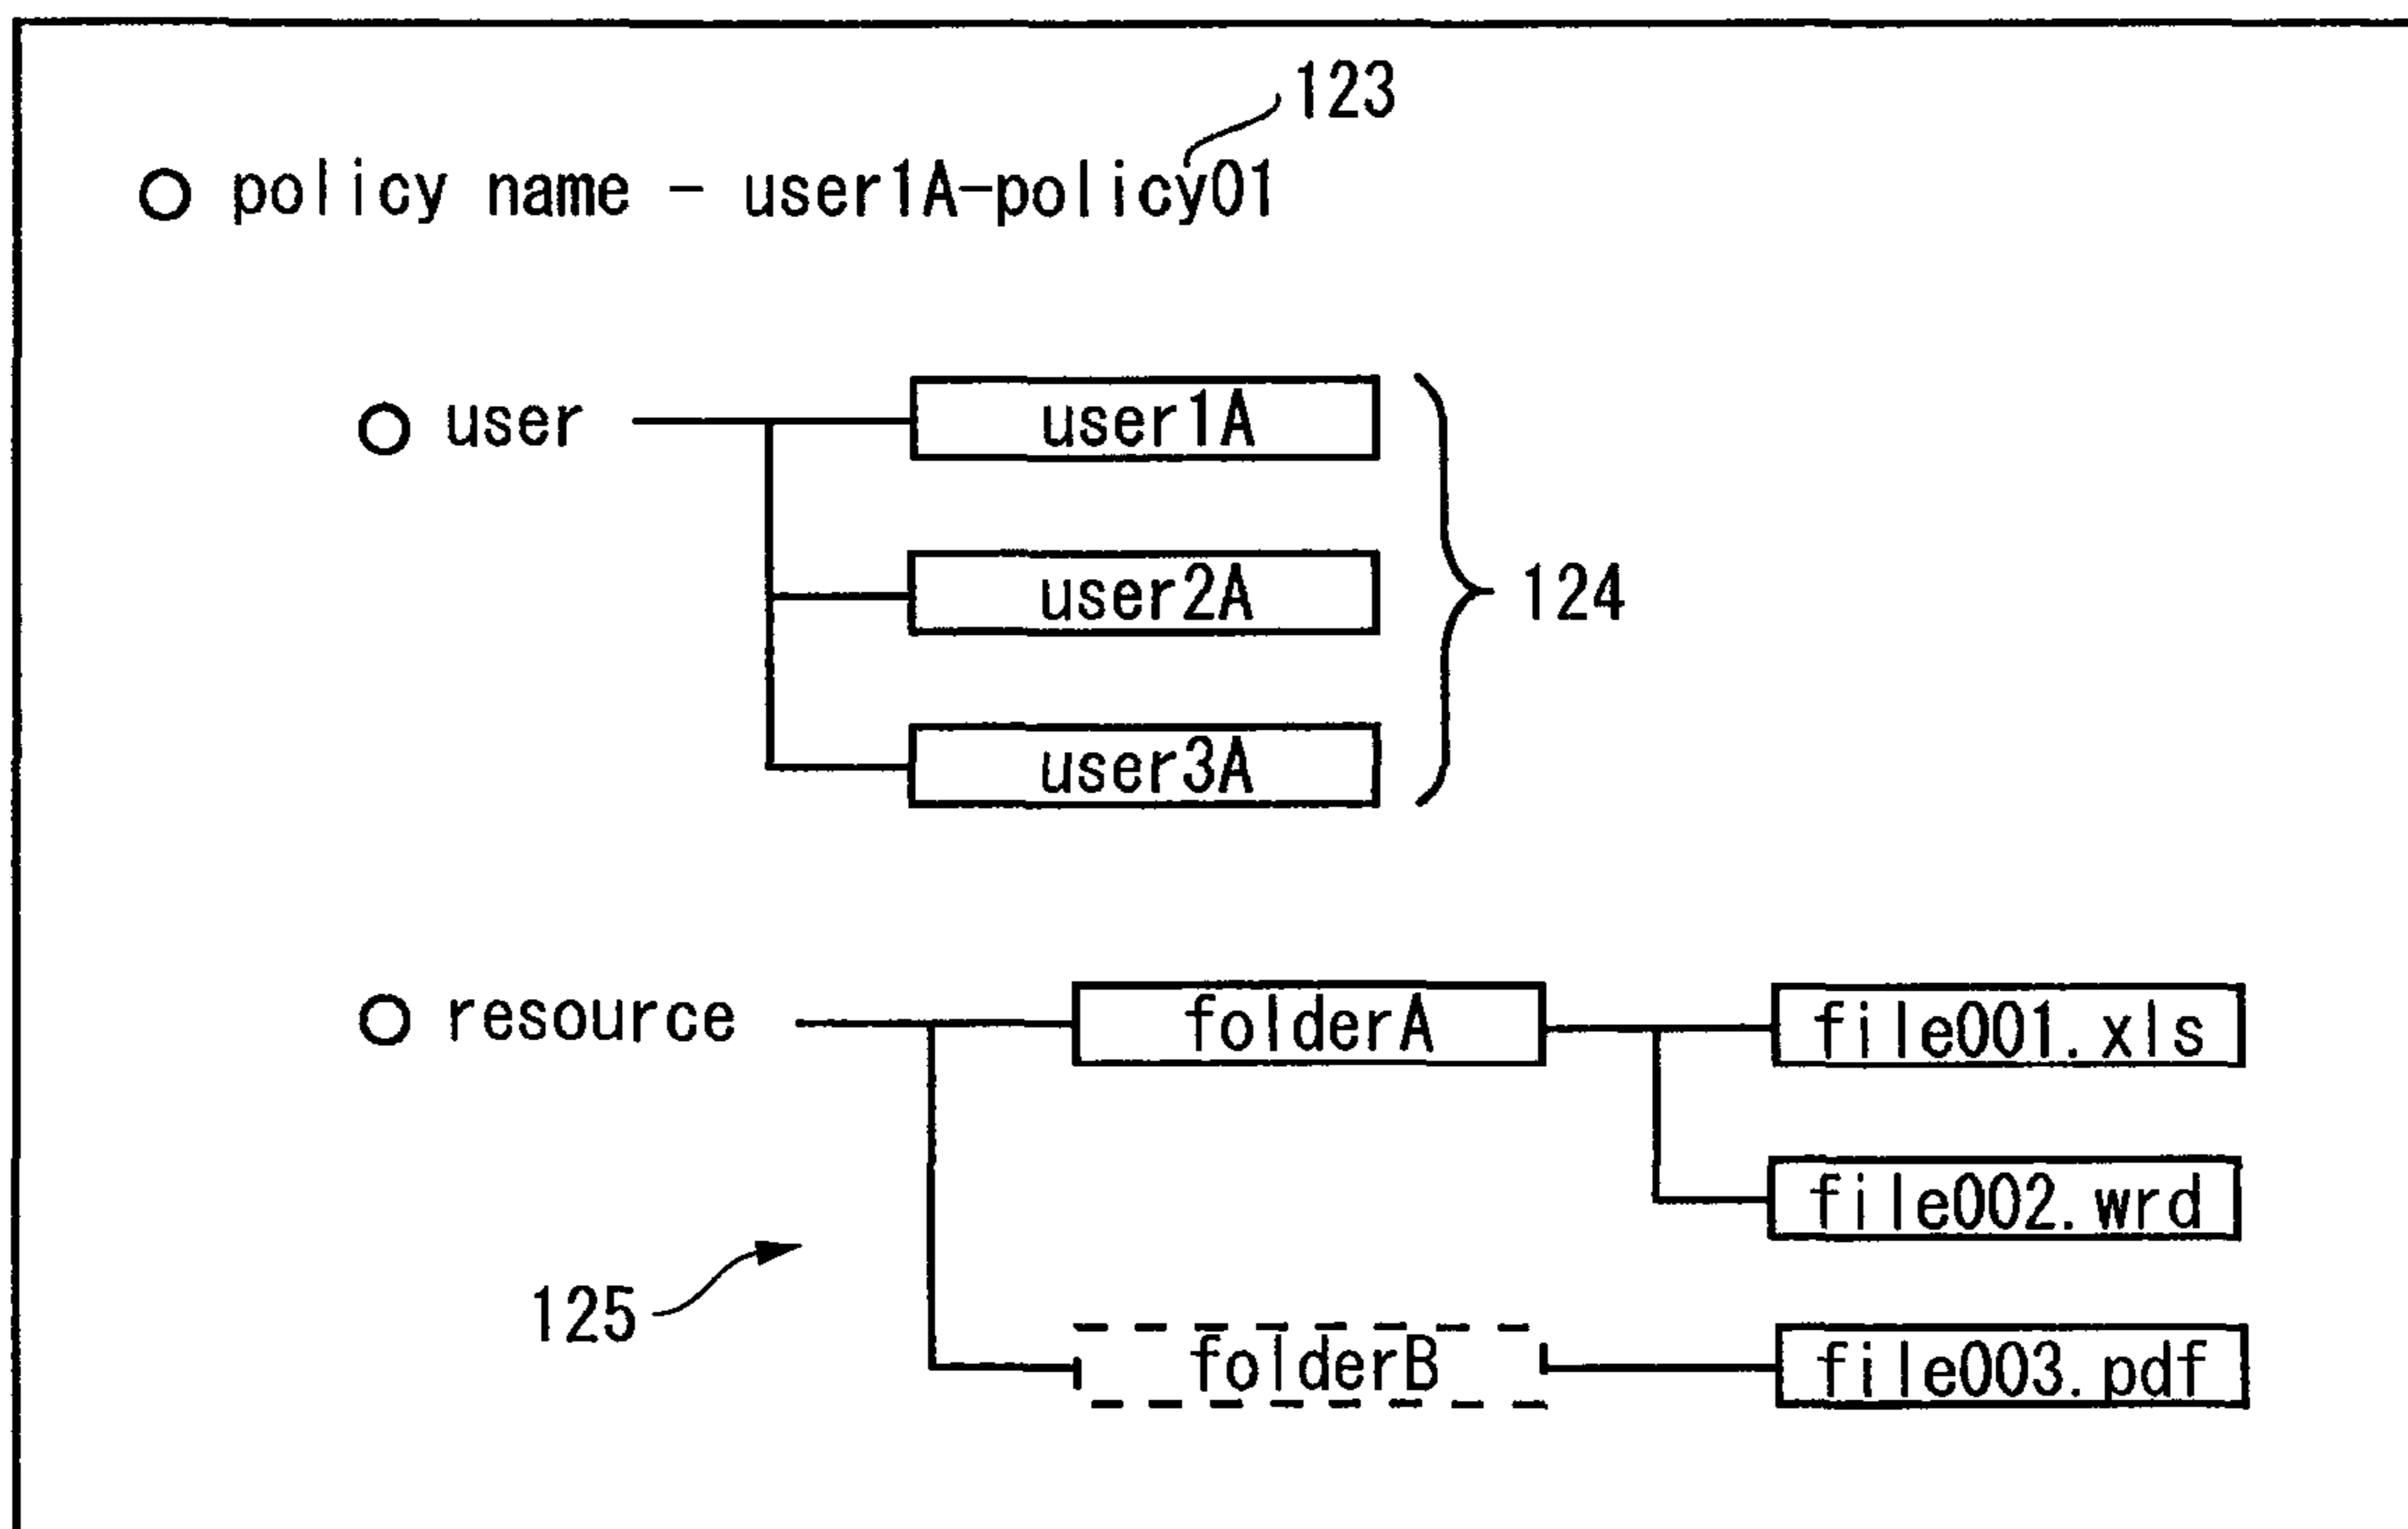 123
○ policy name - user1A-policy01
○ user
user1A
user2A
124
user3A
○ resource
folderA
file001.xls
file002.wrd
125
folderB
file003.pdf